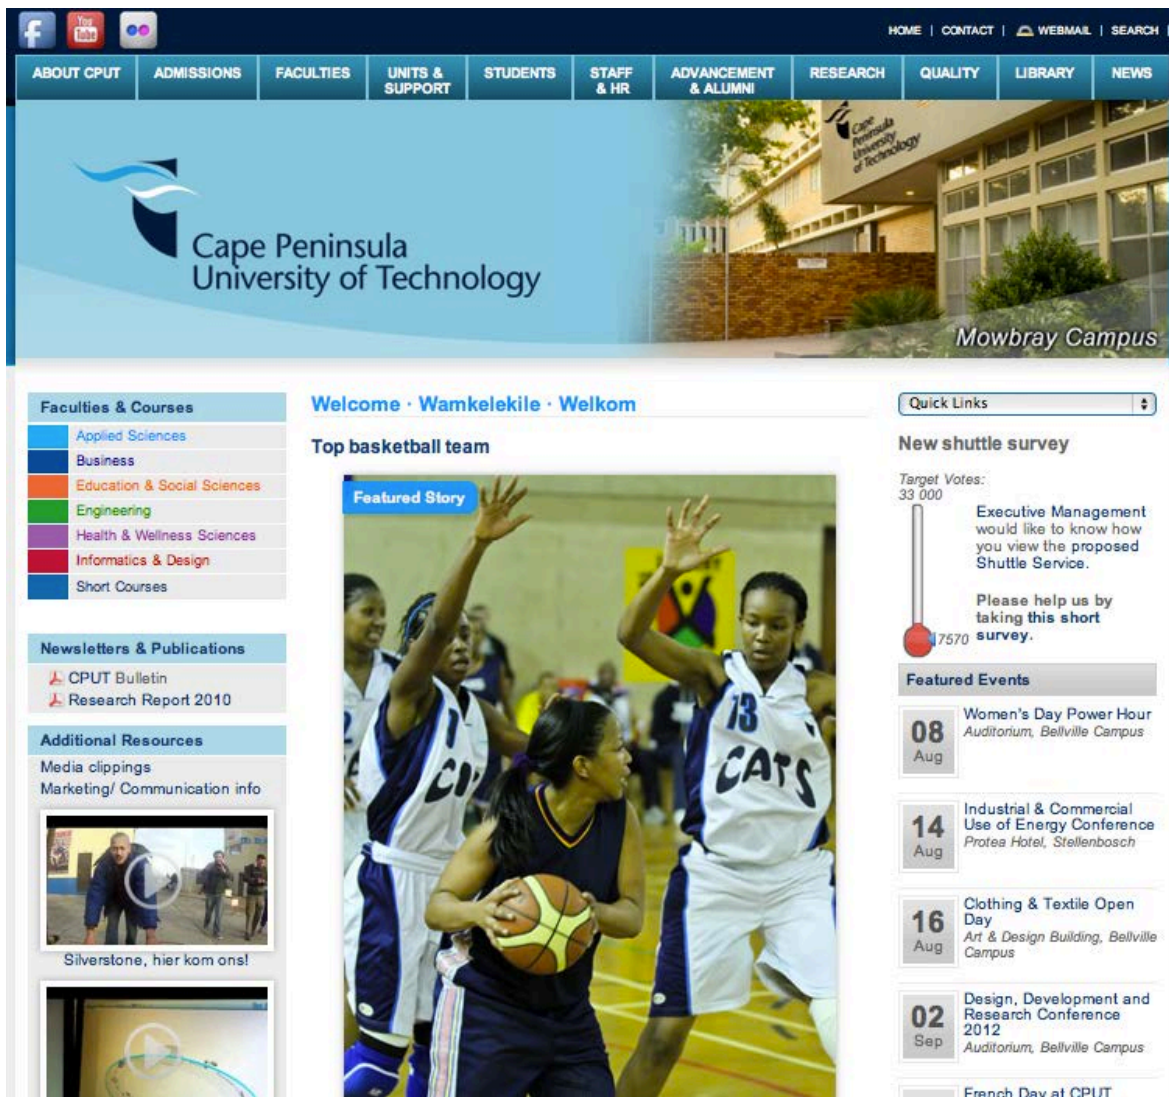 You
Tube
HOME | CONTACT | WEBMAIL | SEARCH |
ABOUT CPUT
ADMISSIONS
FACULTIES
UNITS &
SUPPORT
STUDENTS
STAFF
& HR
ADVANCEMENT
& ALUMNI
RESEARCH
QUALITY
LIBRARY
NEWS
Cape Peninsula
University of Technology
Cape
Peninsula
University
of Technology
Mowbray Campus
Faculties & Courses
Applied Sciences
Business
Education & Social Sciences
Engineering
Health & Wellness Sciences
Informatics & Design
Short Courses
Newsletters & Publications
CPUT Bulletin
Research Report 2010
Additional Resources
Media clippings
Marketing/ Communication info
Silverstone, hier kom ons!
Welcome · Wamkelekile · Welkom
Top basketball team
Featured Story
13
CATS
Quick Links
New shuttle survey
Target Votes:
33 000
Executive Management
would like to know how
you view the proposed
Shuttle Service.
Please help us by
taking this short
survey.
7570
Featured Events
08
Aug
Women's Day Power Hour
Auditorium, Bellville Campus
14
Aug
Industrial & Commercial
Use of Energy Conference
Protea Hotel, Stellenbosch
16
Aug
Clothing & Textile Open
Day
Art & Design Building, Bellville
Campus
02
Sep
Design, Development and
Research Conference
2012
Auditorium, Bellville Campus
French Day at CPUT